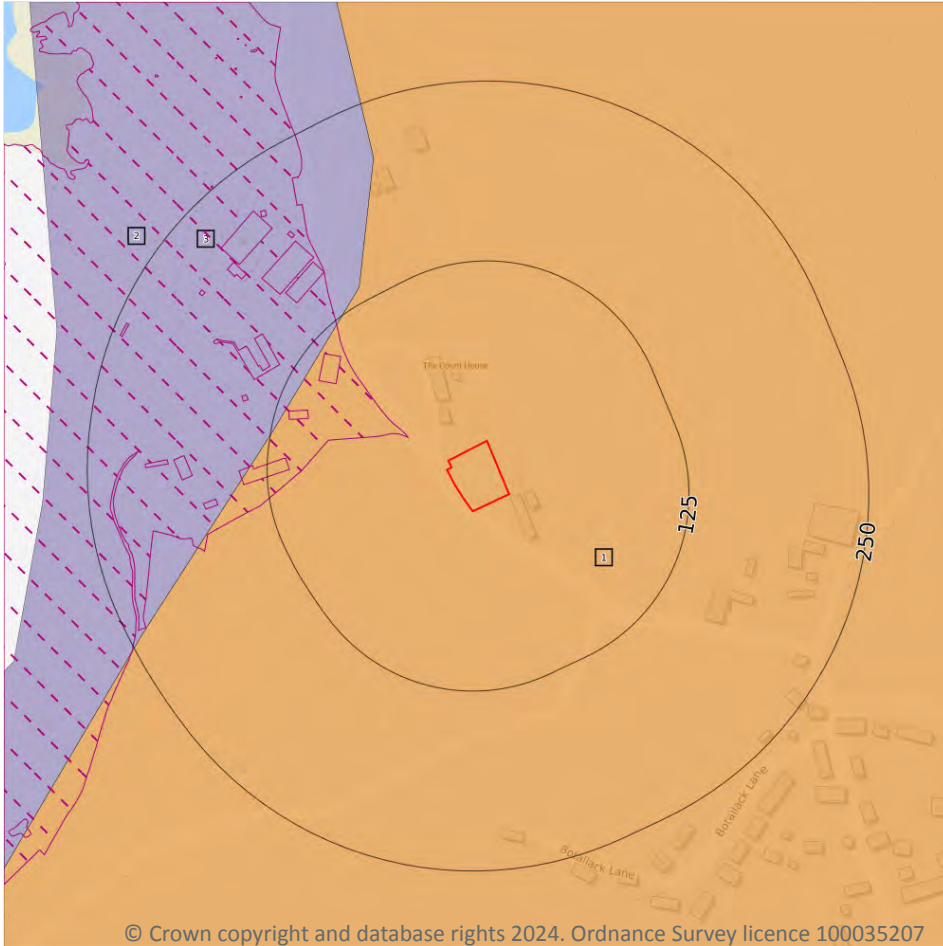 2
3
The Count House
125
250
1
Botallack Lane
Botallack Lane
© Crown copyright and database rights 2024. Ordnance Survey licence 100035207